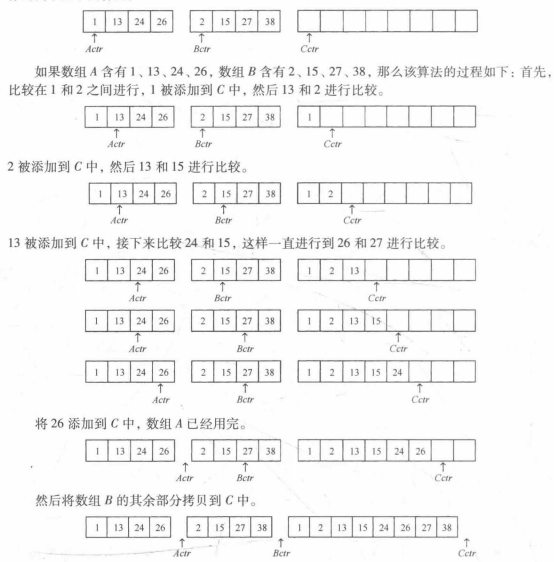 1 13 24 26 2 15 27 38
Actr Bctr Cctr
如果数组 A 含有 1、13、24、26，数组 B 含有 2、15、27、38，那么该算法的过程如下：首先，
比较在 1 和 2 之间进行，1 被添加到 C 中，然后 13 和 2 进行比较。
1 13 24 26 2 15 27 38 1
Actr Bctr Cctr
2 被添加到 C 中，然后 13 和 15 进行比较。
1 13 24 26 2 15 27 38 1 2
Actr Bctr Cctr
13 被添加到 C 中，接下来比较 24 和 15，这样一直进行到 26 和 27 进行比较。
1 13 24 26 2 15 27 38 1 2 13
Actr Bctr Cctr
1 13 24 26 2 15 27 38 1 2 13 15
Actr Bctr Cctr
1 13 24 26 2 15 27 38 1 2 13 15 24
Actr Bctr Cctr
将 26 添加到 C 中，数组 A 已经用完。
1 13 24 26 2 15 27 38 1 2 13 15 24 26
Actr Bctr Cctr
然后将数组 B 的其余部分拷贝到 C 中。
1 13 24 26 2 15 27 38 1 2 13 15 24 26 27 38
Actr Bctr Cctr